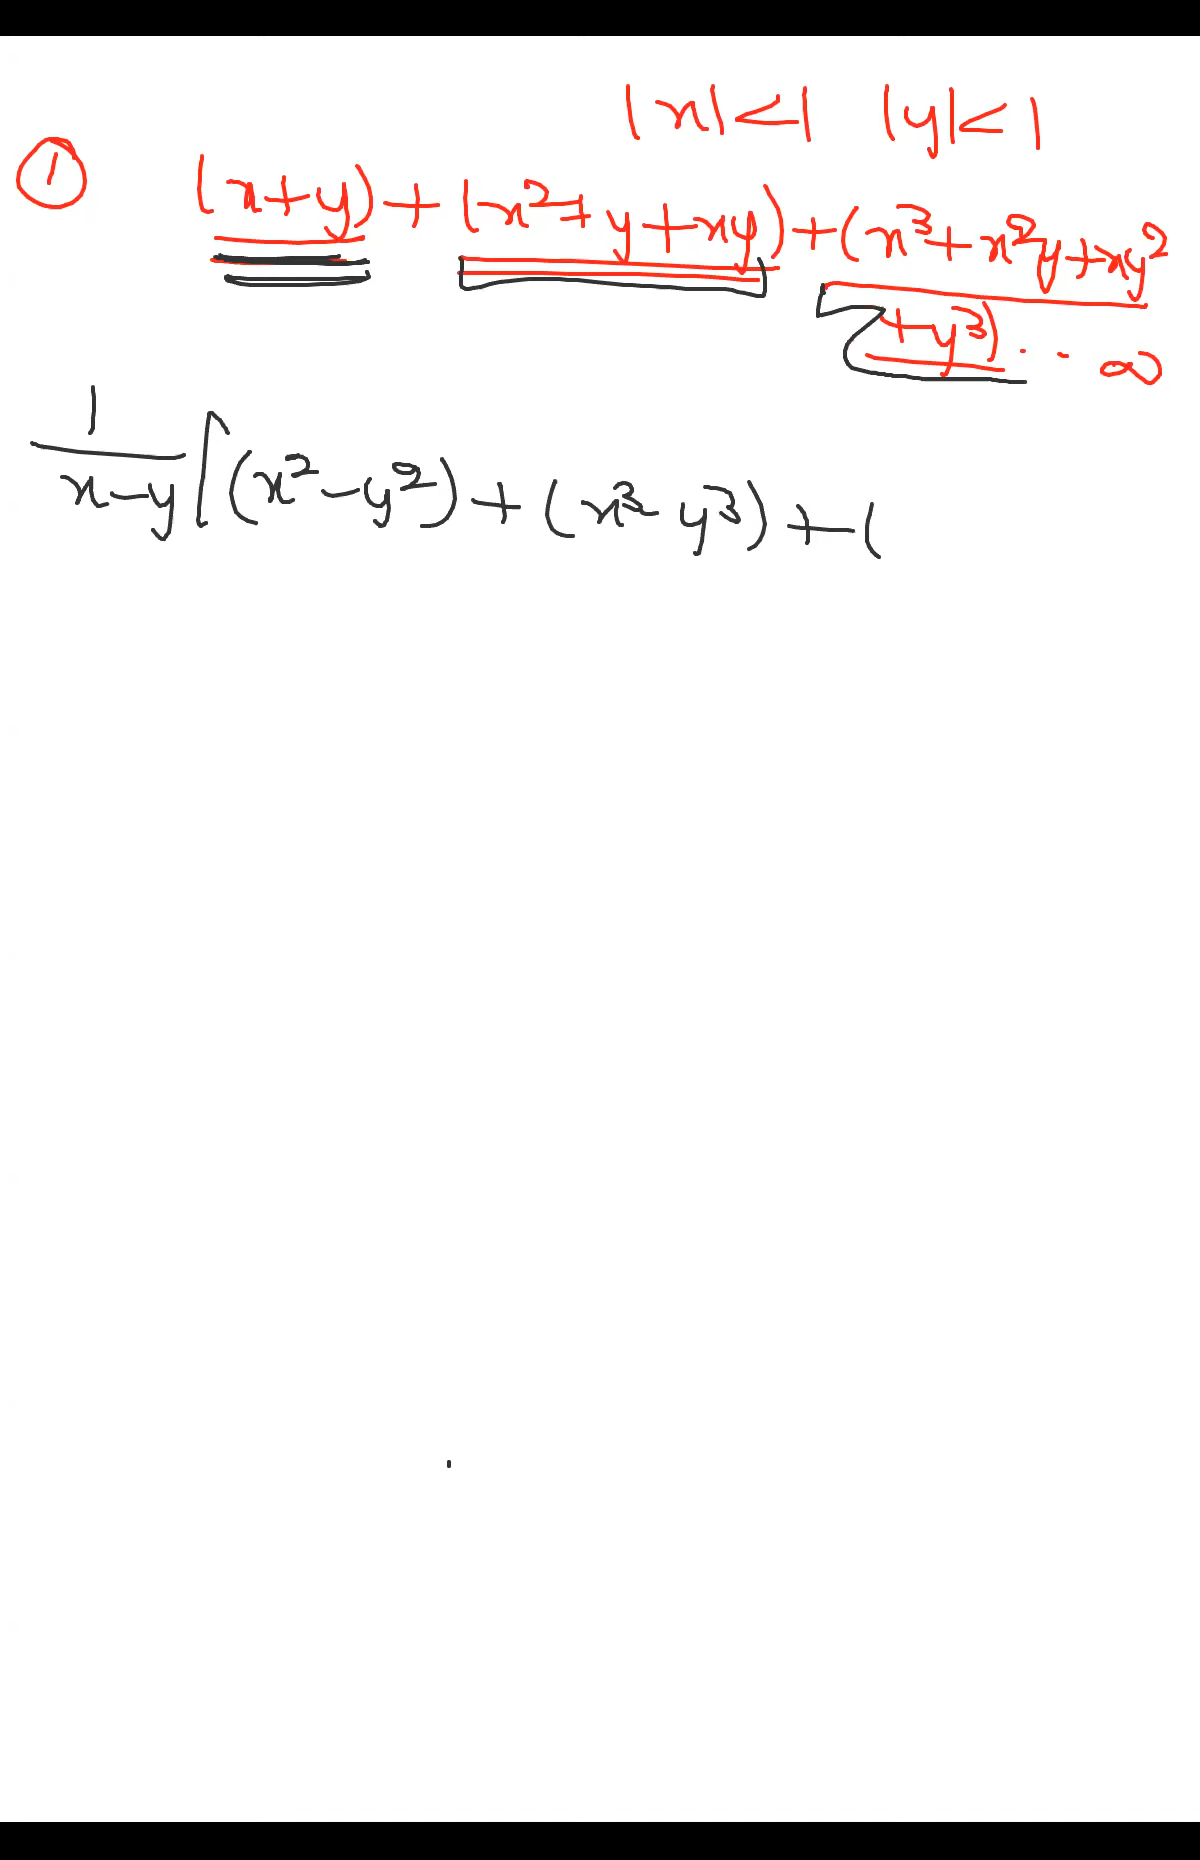 |x| < 1 |y| < 1
① (x+y) + (x²+y+xy) + (x³+x²y+xy²
+y³) ... ∞
1/(x-y) [(x²-y²) + (x³-y³) + (